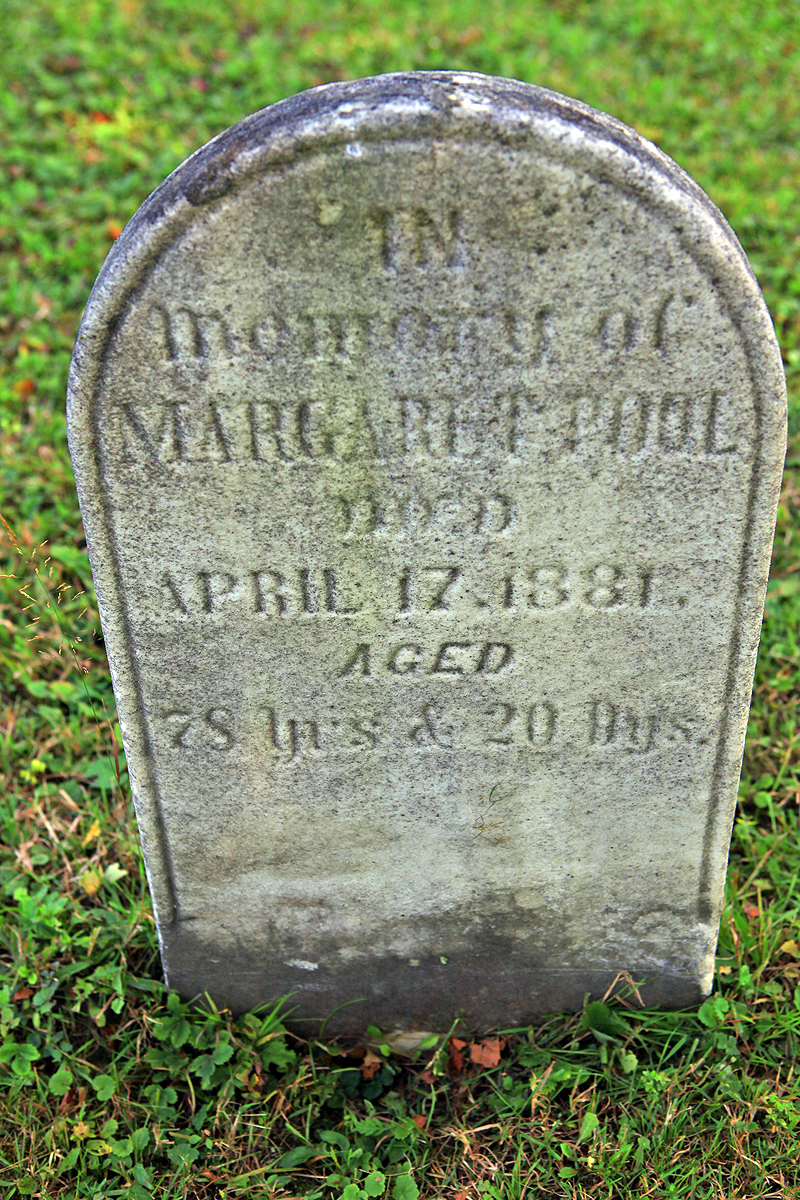 IN
Memory of
MARGARET POOL
DIED
APRIL 17. 1881.
AGED
78 Yrs & 20 Dys.